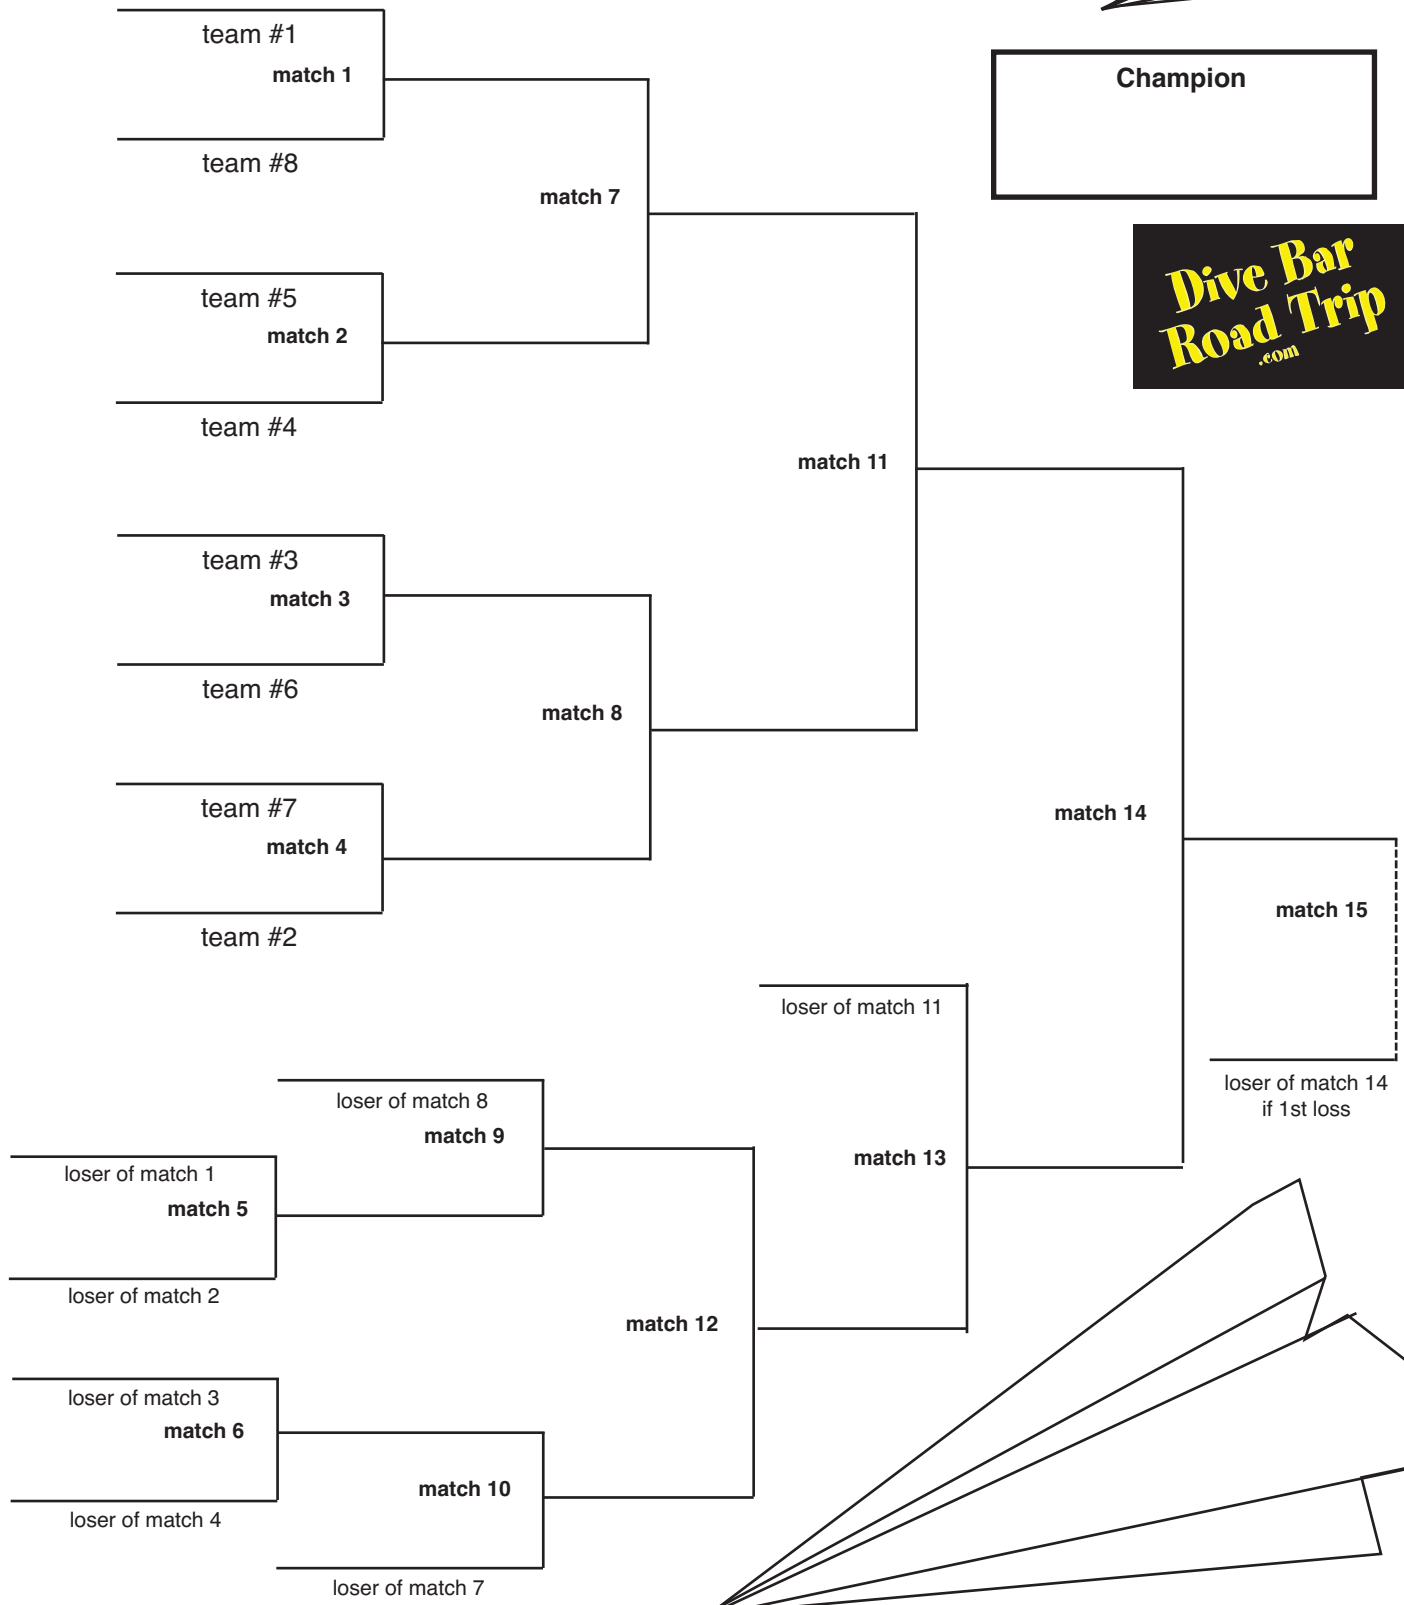 team #1
match 1
team #8
match 7
team #5
match 2
team #4
match 11
team #3
match 3
team #6
match 8
team #7
match 4
team #2
match 14
match 15
loser of match 14
if 1st loss
loser of match 11
match 13
loser of match 8
match 9
loser of match 1
match 5
loser of match 2
match 12
loser of match 3
match 6
loser of match 4
match 10
loser of match 7
Champion
Dive Bar
Road Trip
.com